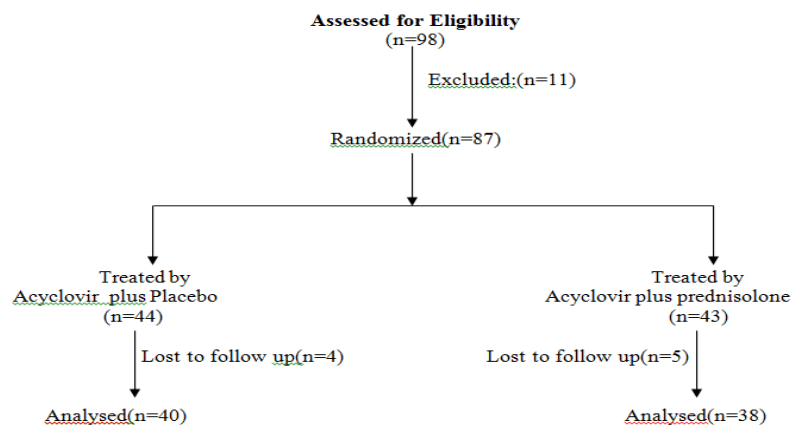 Assessed for Eligibility
(n=98)
Excluded:(n=11)
Randomized(n=87)
Treated by
Acyclovir plus Placebo
(n=44)
Treated by
Acyclovir plus prednisolone
(n=43)
Lost to follow up(n=4)
Lost to follow up(n=5)
Analysed(n=40)
Analysed(n=38)